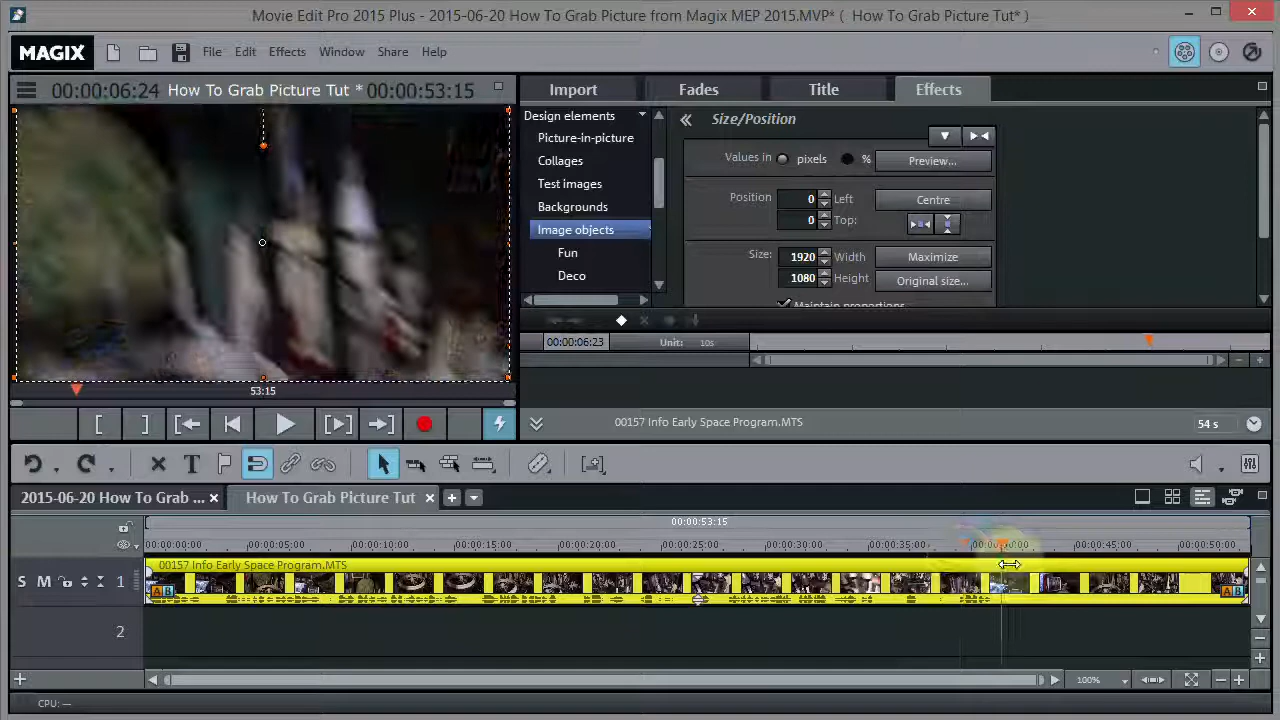 Movie Edit Pro 2015 Plus - 2015-06-20 How To Grab Picture from Magix MEP 2015.MVP* ( How To Grab Picture Tut* )
MAGIX File Edit Effects Window Share Help
00:00:06:24 How To Grab Picture Tut * 00:00:53:15
Import Fades Title Effects
Design elements
Picture-in-picture
Collages
Test images
Backgrounds
Image objects
Fun
Deco
Size/Position
Values in pixels % Preview...
Position 0 Left Centre
0 Top:
Size: 1920 Width Maximize
1080 Height Original size...
Maintain proportions
00:00:06:23 Unit: 10s
53:15
00157 Info Early Space Program.MTS 54 s
2015-06-20 How To Grab ... How To Grab Picture Tut
00:00:53:15
00:00:00:00 00:00:05:00 00:00:10:00 00:00:15:00 00:00:20:00 00:00:25:00 00:00:30:00 00:00:35:00 00:00:45:00 00:00:50:00
00157 Info Early Space Program.MTS
S M 1
A B A B
2
100%
CPU: —